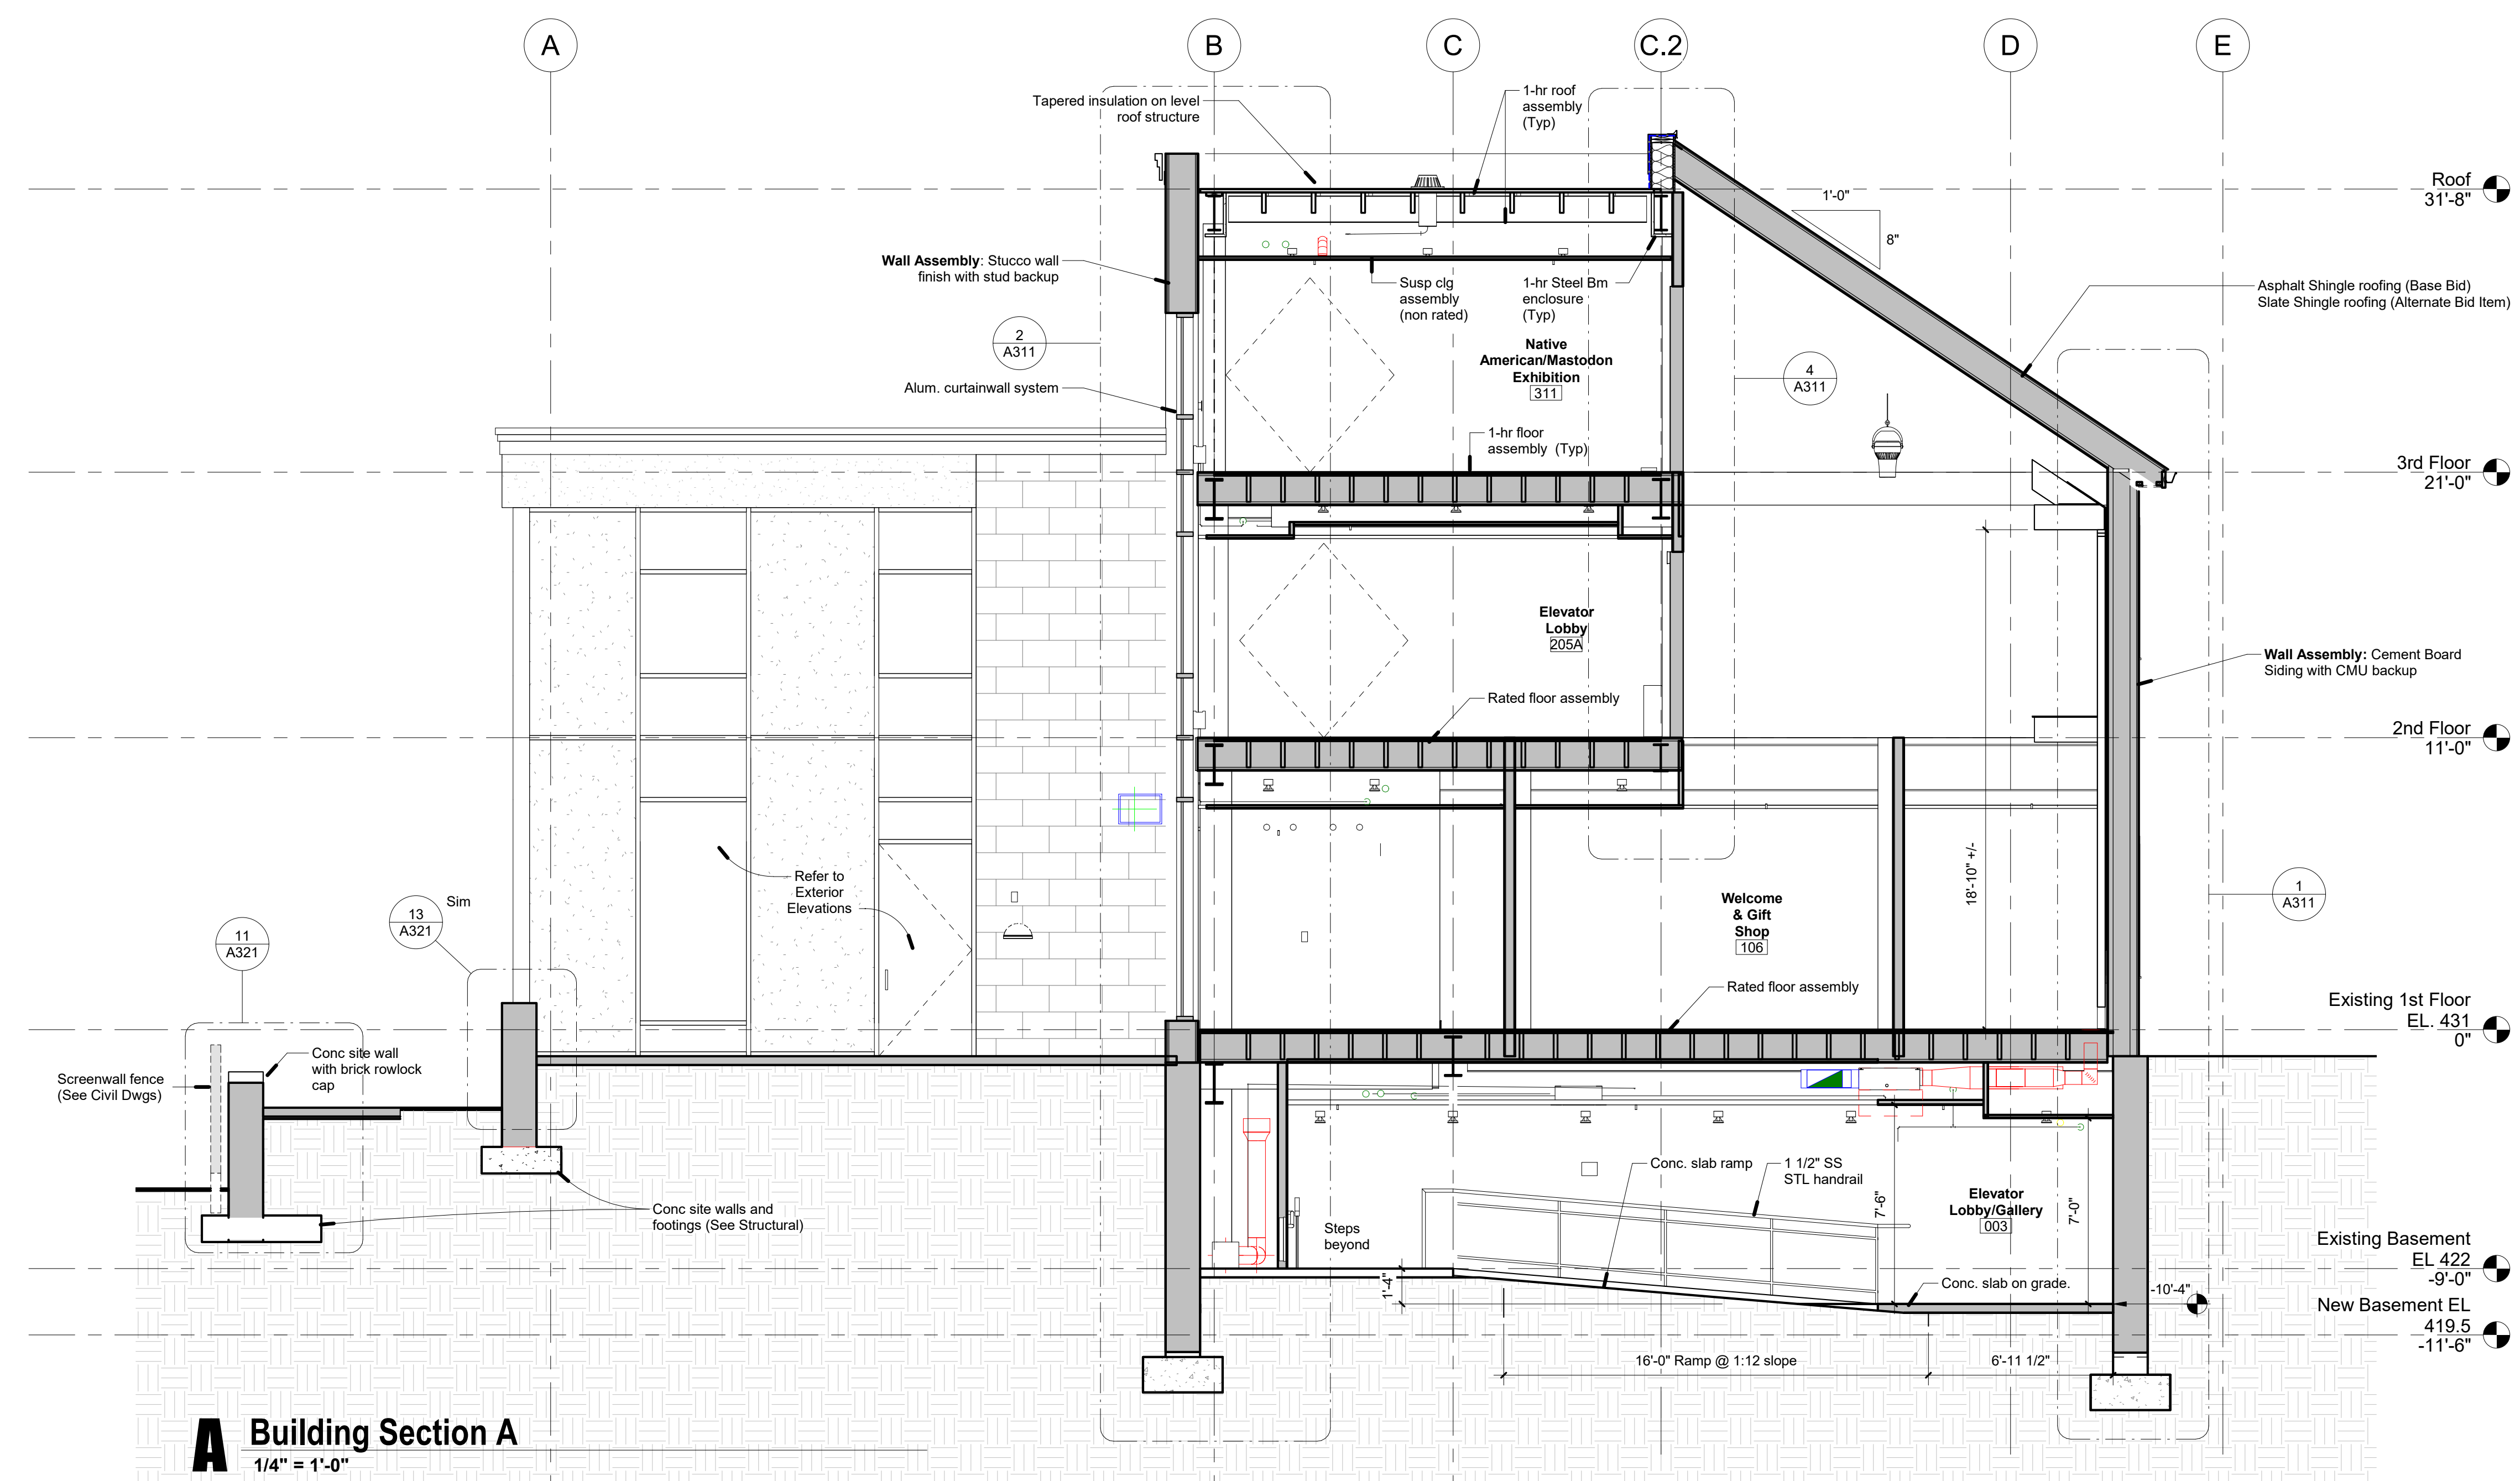 A
B
C
C.2
D
E
Tapered insulation on level
roof structure
1-hr roof
assembly
(Typ)
Roof
31'-8"
1'-0"
8"
Wall Assembly: Stucco wall
finish with stud backup
Susp clg
assembly
(non rated)
1-hr Steel Bm
enclosure
(Typ)
Asphalt Shingle roofing (Base Bid)
Slate Shingle roofing (Alternate Bid Item)
2
A311
Native
American/Mastodon
Exhibition
311
4
A311
Alum. curtainwall system
1-hr floor
assembly (Typ)
3rd Floor
21'-0"
Elevator
Lobby
205A
Wall Assembly: Cement Board
Siding with CMU backup
Rated floor assembly
2nd Floor
11'-0"
Refer to
Exterior
Elevations
18'-10" +/-
1
A311
Welcome
& Gift
Shop
106
13
A321
Sim
11
A321
Rated floor assembly
Existing 1st Floor
EL. 431
0"
Conc site wall
with brick rowlock
cap
Screenwall fence
(See Civil Dwgs)
Conc. slab ramp
1 1/2" SS
STL handrail
7'-6"
Elevator
Lobby/Gallery
003
7'-0"
Conc site walls and
footings (See Structural)
Steps
beyond
Existing Basement
EL 422
-9'-0"
1'-4"
Conc. slab on grade.
-10'-4"
New Basement EL
419.5
-11'-6"
16'-0" Ramp @ 1:12 slope
6'-11 1/2"
A
Building Section A
1/4" = 1'-0"